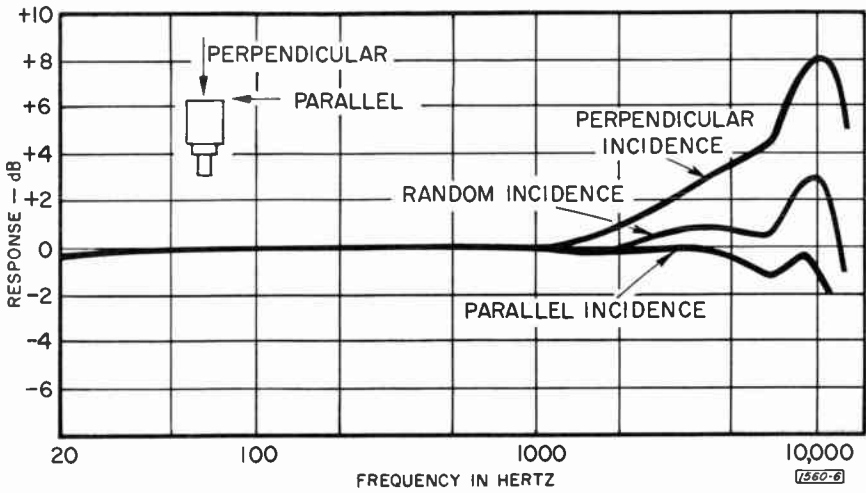 +10
+8
+6
+4
+2
0
-2
-4
-6
RESPONSE — dB
PERPENDICULAR
PARALLEL
PERPENDICULAR
INCIDENCE
RANDOM INCIDENCE
PARALLEL INCIDENCE
20
100
1000
10,000
FREQUENCY IN HERTZ
1560-6